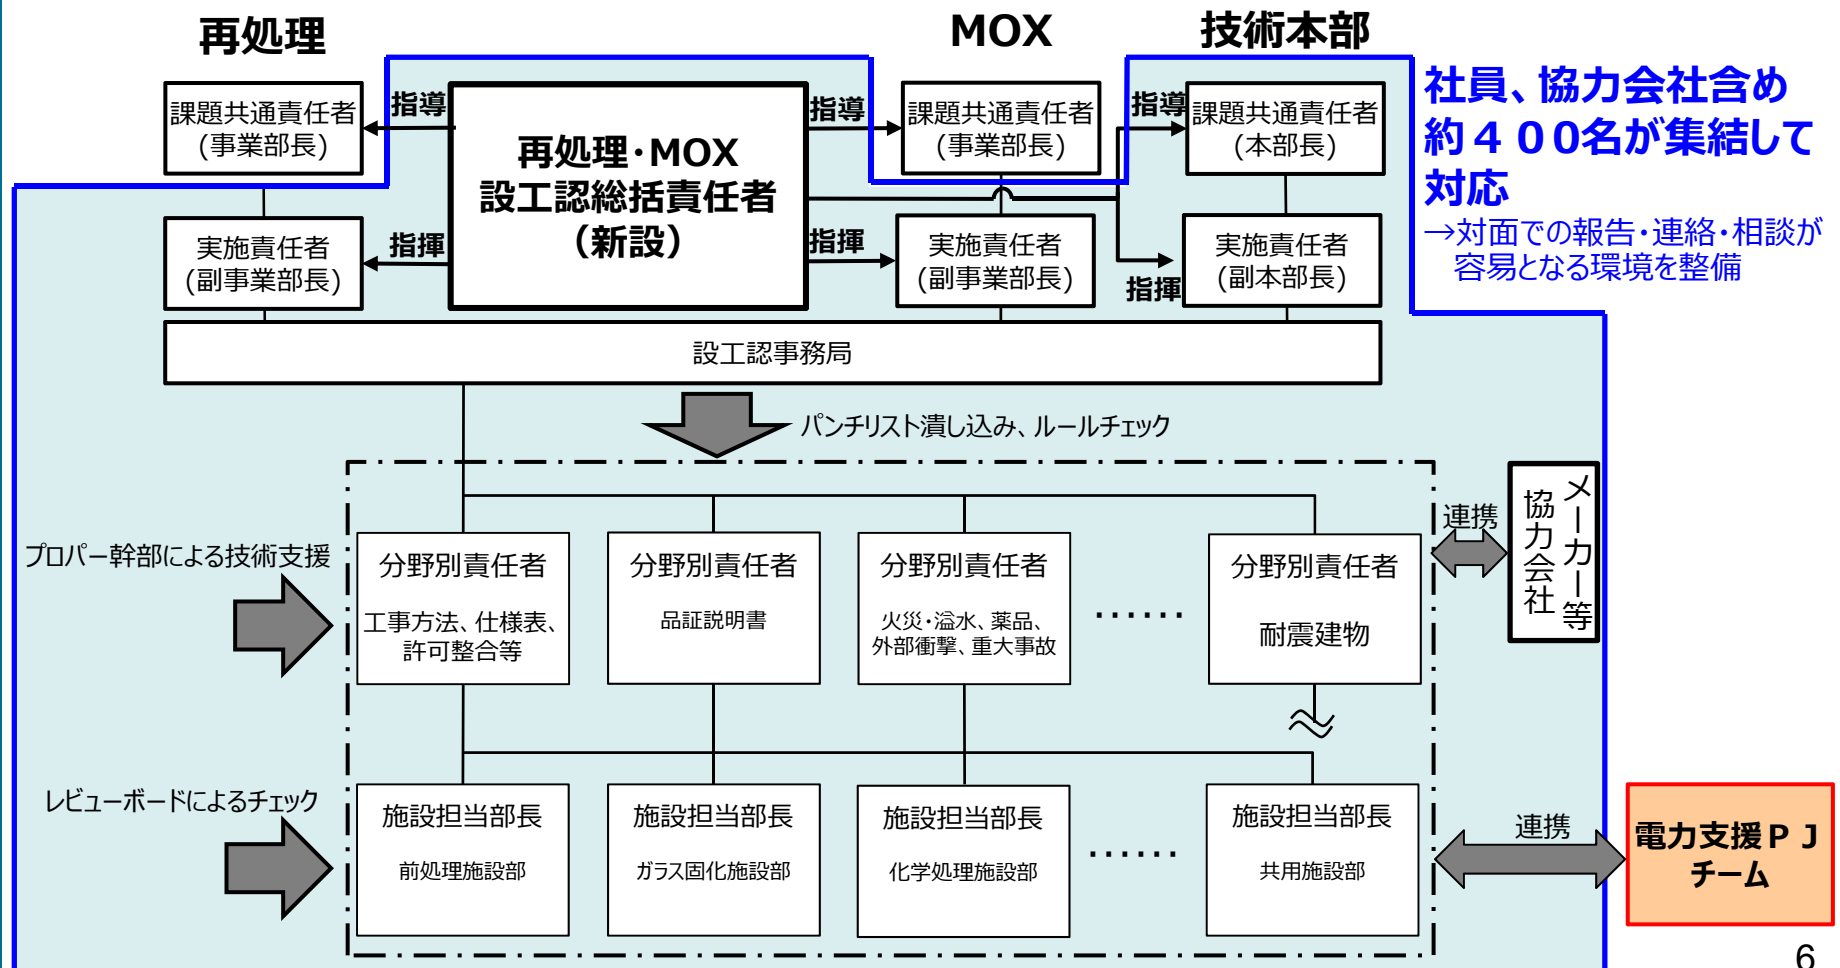 再処理
MOX
技術本部
課題共通責任者
(事業部長)
指導
再処理・MOX
設工認総括責任者
(新設)
指導
課題共通責任者
(事業部長)
指導
課題共通責任者
(本部長)
社員、協力会社含め
約４００名が集結して
対応
→対面での報告・連絡・相談が
容易となる環境を整備
実施責任者
(副事業部長)
指揮
指揮
実施責任者
(副事業部長)
指揮
実施責任者
(副本部長)
設工認事務局
パンチリスト潰し込み、ルールチェック
プロパー幹部による技術支援
分野別責任者
工事方法、仕様表、
許可整合等
分野別責任者
品証説明書
分野別責任者
火災・溢水、薬品、
外部衝撃、重大事故
……
分野別責任者
耐震建物
連携
メーカー等
協力会社
レビューボードによるチェック
施設担当部長
前処理施設部
施設担当部長
ガラス固化施設部
施設担当部長
化学処理施設部
……
施設担当部長
共用施設部
連携
電力支援ＰＪ
チーム
6